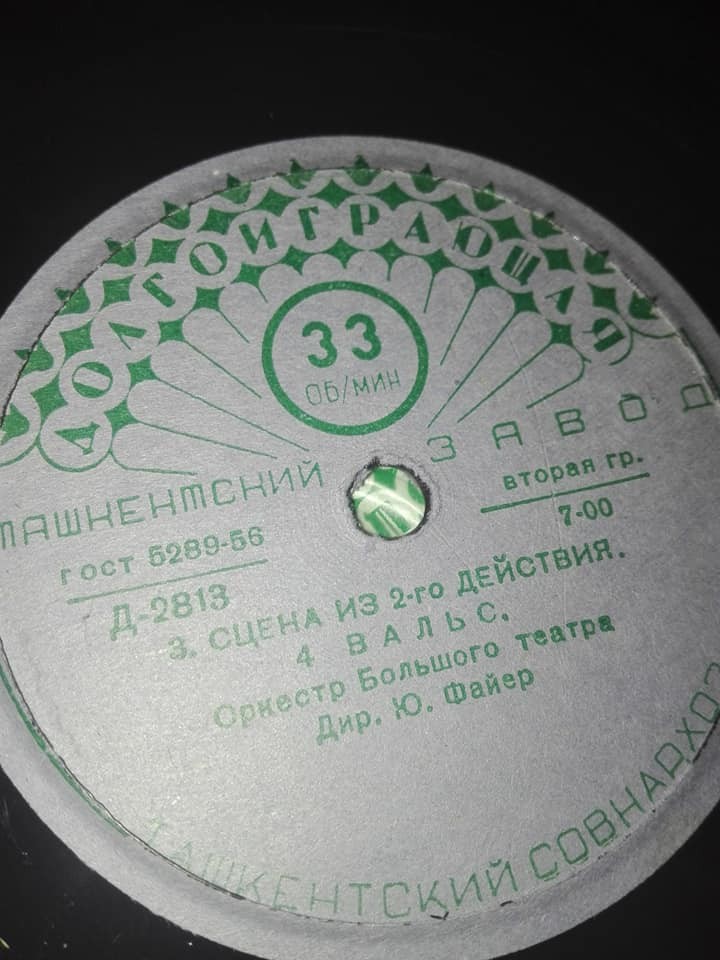 ДОЛГОИГРАЮЩАЯ
33
ОБ/МИН
ТАШКЕНТСКИЙ ЗАВОД
ГОСТ 5289-56
вторая гр.
Д-2813
7-00
3. СЦЕНА ИЗ 2-го ДЕЙСТВИЯ.
4 ВАЛЬС.
Оркестр Большого театра
Дир. Ю. Файер
ТАШКЕНТСКИЙ СОВНАРХОЗ